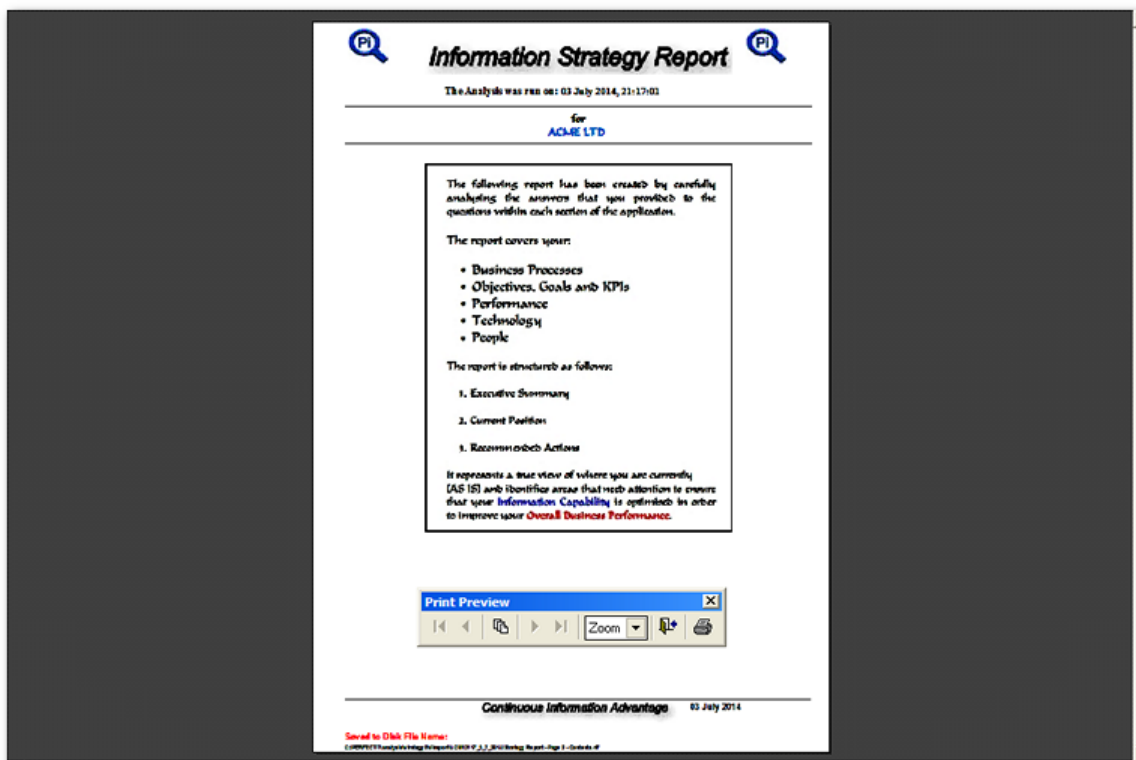 Pi
Information Strategy Report
Pi
The Analysis was run on: 03 July 2014, 21:17:01
for
ACME LTD
The following report has been created by carefully
analysing the answers that you provided to the
questions within each section of the application.
The report covers your:
• Business Processes
• Objectives, Goals and KPIs
• Performance
• Technology
• People
The report is structured as follows:
1. Executive Summary
2. Current Position
3. Recommended Actions
It represents a true view of where you are currently
[AS IS] and identifies areas that need attention to ensure
that your Information Capability is optimised in order
to improve your Overall Business Performance.
Print Preview
Zoom
Continuous Information Advantage 03 July 2014
Saved to Disk File Name: